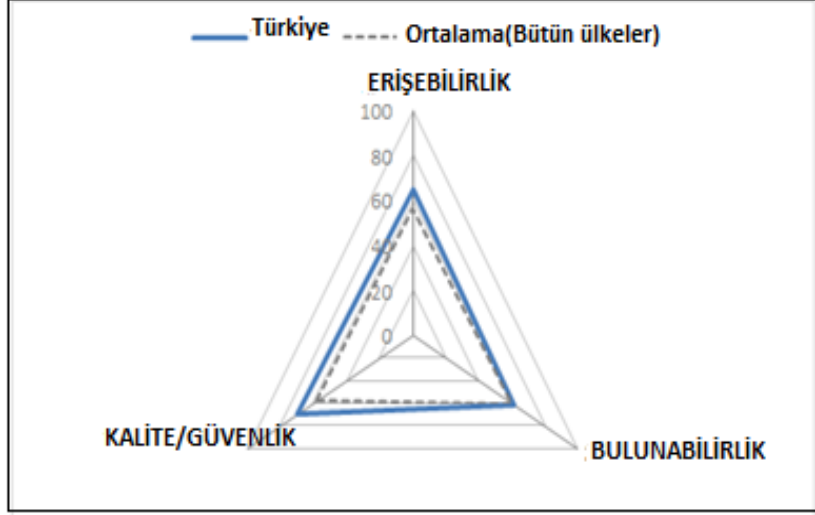 Türkiye Ortalama(Bütün ülkeler)
ERİŞEBİLİRLİK
100
80
60
40
20
0
KALİTE/GÜVENLİK
BULUNABİLİRLİK